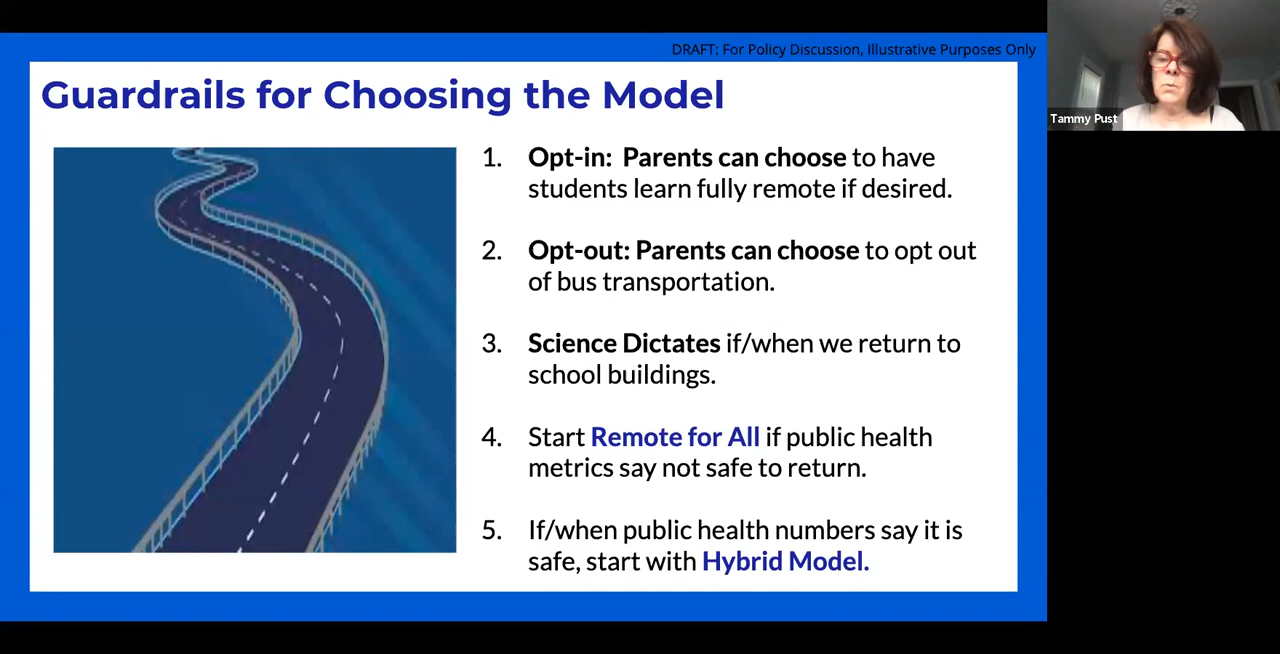 DRAFT: For Policy Discussion, Illustrative Purposes Only
Guardrails for Choosing the Model
Tammy Pust
1. Opt-in: Parents can choose to have
students learn fully remote if desired.
2. Opt-out: Parents can choose to opt out
of bus transportation.
3. Science Dictates if/when we return to
school buildings.
4. Start Remote for All if public health
metrics say not safe to return.
5. If/when public health numbers say it is
safe, start with Hybrid Model.